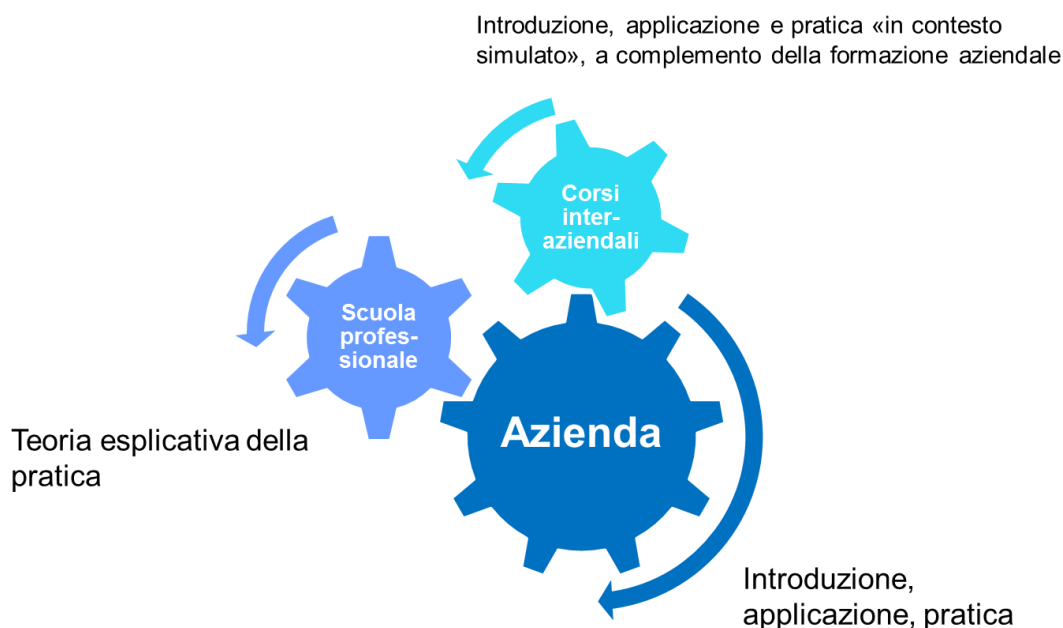 Introduzione, applicazione e pratica «in contesto
simulato», a complemento della formazione aziendale
Corsi
inter-
aziendali
Scuola
profes-
sionale
Azienda
Teoria esplicativa della
pratica
Introduzione,
applicazione, pratica